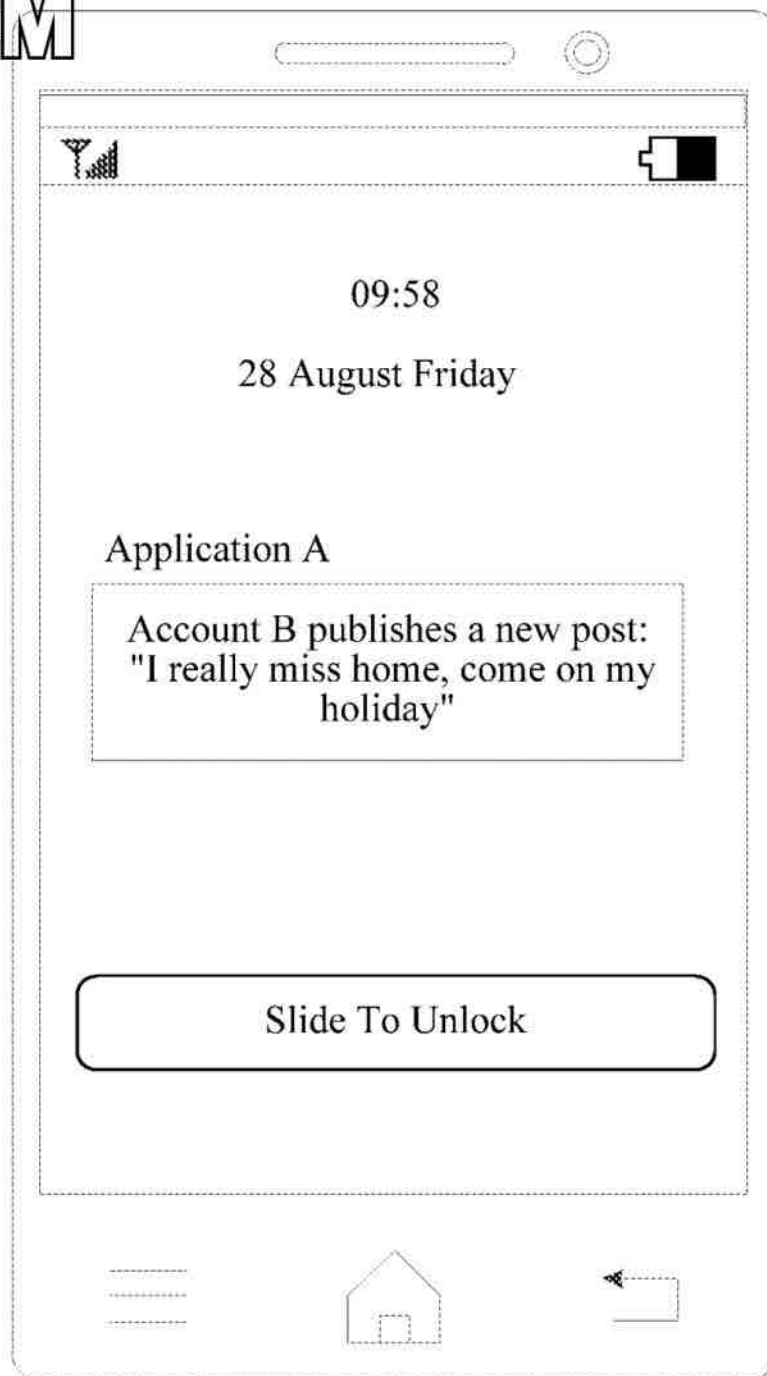 M
09:58
28 August Friday
Application A
Account B publishes a new post:
"I really miss home, come on my
holiday"
Slide To Unlock